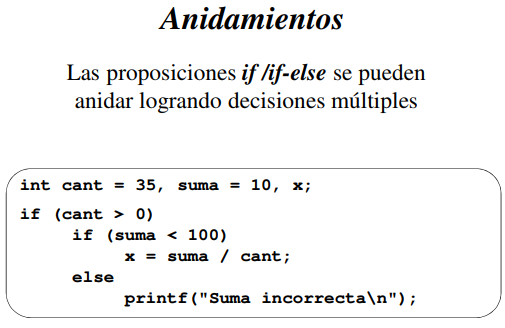 Anidamientos
Las proposiciones if /if-else se pueden
anidar logrando decisiones múltiples
int cant = 35, suma = 10, x;
if (cant > 0)
if (suma < 100)
x = suma / cant;
else
printf("Suma incorrecta\n");